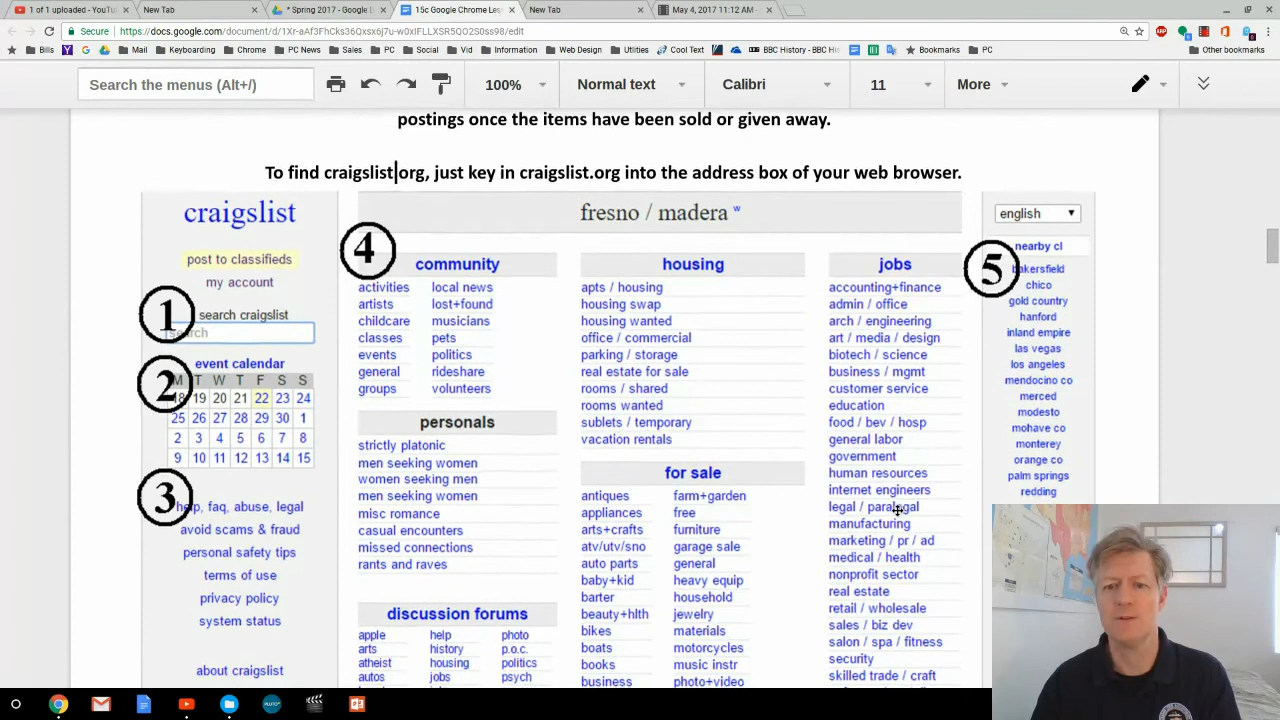 1 of 1 uploaded - YouTu
New Tab
* Spring 2017 - Google D
15c Google Chrome Les
New Tab
May 4, 2017 11:12 AM -
Secure
https://docs.google.com/document/d/1Xr-aAf3FhCks36Qxsx6j7u-w0xIFLLXSR5QO2S0ss98/edit
Bills
Mail
Keyboarding
Chrome
PC News
Sales
PC
Social
Vid
Information
Web Design
Utilities
Cool Text
BBC History - BBC His
Bookmarks
PC
Other bookmarks
Search the menus (Alt+/)
100%
Normal text
Calibri
11
More
postings once the items have been sold or given away.
To find craigslist.org, just key in craigslist.org into the address box of your web browser.
craigslist
post to classifieds
my account
1
search craigslist
search
2
event calendar
M T W T F S S
18 19 20 21 22 23 24
25 26 27 28 29 30 1
2 3 4 5 6 7 8
9 10 11 12 13 14 15
3
help, faq, abuse, legal
avoid scams & fraud
personal safety tips
terms of use
privacy policy
system status
about craigslist
fresno / madera w
4
community
activities
artists
childcare
classes
events
general
groups
local news
lost+found
musicians
pets
politics
rideshare
volunteers
personals
strictly platonic
men seeking women
women seeking men
men seeking women
misc romance
casual encounters
missed connections
rants and raves
discussion forums
apple
arts
atheist
autos
help
history
housing
jobs
photo
p.o.c.
politics
psych
housing
apts / housing
housing swap
housing wanted
office / commercial
parking / storage
real estate for sale
rooms / shared
rooms wanted
sublets / temporary
vacation rentals
for sale
antiques
appliances
arts+crafts
atv/utv/sno
auto parts
baby+kid
barter
beauty+hlth
bikes
boats
books
business
farm+garden
free
furniture
garage sale
general
heavy equip
household
jewelry
materials
motorcycles
music instr
photo+video
jobs
accounting+finance
admin / office
arch / engineering
art / media / design
biotech / science
business / mgmt
customer service
education
food / bev / hosp
general labor
government
human resources
internet engineers
legal / paralegal
manufacturing
marketing / pr / ad
medical / health
nonprofit sector
real estate
retail / wholesale
sales / biz dev
salon / spa / fitness
security
skilled trade / craft
english
5
nearby cl
bakersfield
chico
gold country
hanford
inland empire
las vegas
los angeles
mendocino co
merced
modesto
mohave co
monterey
orange co
palm springs
redding